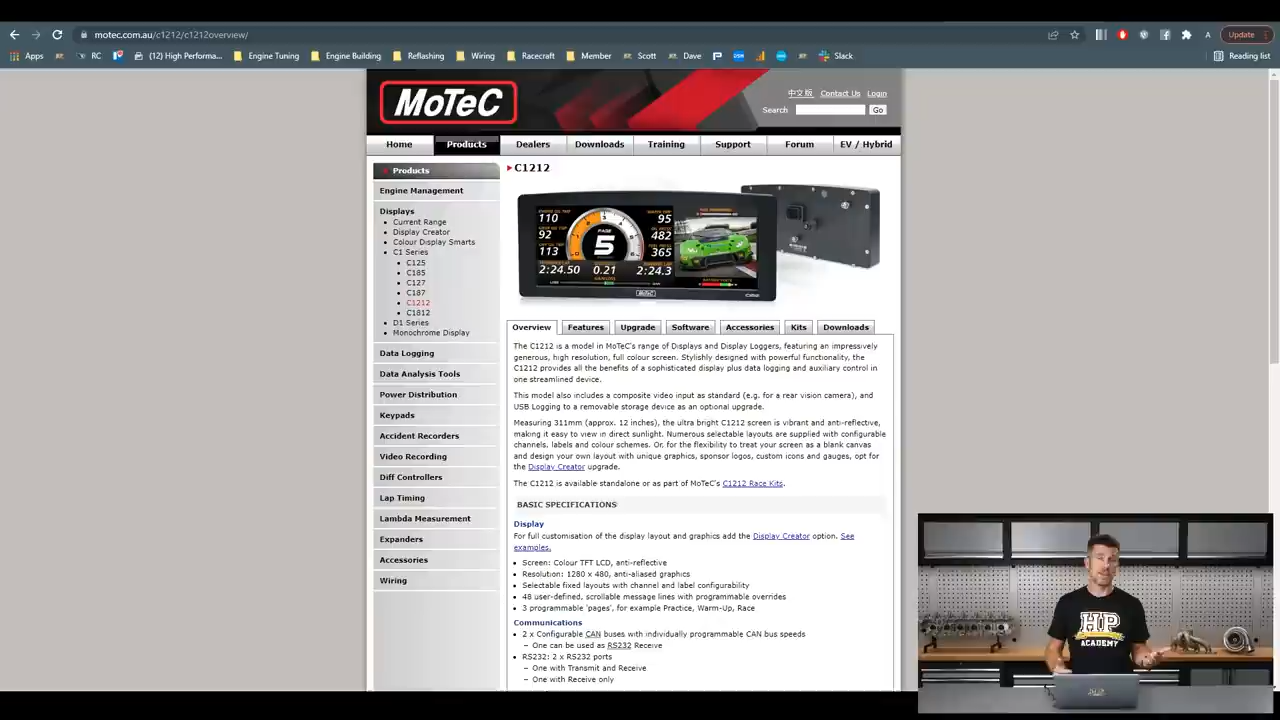 motec.com.au/c1212/c1212overview/
Update
Apps
RC
(12) High Performa...
Engine Tuning
Engine Building
Reflashing
Wiring
Racecraft
Member
Scott
Dave
Slack
Reading list
MoTeC
中文版 Contact Us Login
Search Go
Home Products Dealers Downloads Training Support Forum EV / Hybrid
Products
Engine Management
Displays
Current Range
Display Creator
Colour Display Smarts
C1 Series
C125
C185
C127
C187
C1212
C1812
D1 Series
Monochrome Display
Data Logging
Data Analysis Tools
Power Distribution
Keypads
Accident Recorders
Video Recording
Diff Controllers
Lap Timing
Lambda Measurement
Expanders
Accessories
Wiring
C1212
110
92
113
PAGE
5
95
482
365
2:24.50 0.21 2:24.3
MoTeC
Overview Features Upgrade Software Accessories Kits Downloads
The C1212 is a model in MoTeC's range of Displays and Display Loggers, featuring an impressively
generous, high resolution, full colour screen. Stylishly designed with powerful functionality, the
C1212 provides all the benefits of a sophisticated display plus data logging and auxiliary control in
one streamlined device.
This model also includes a composite video input as standard (e.g. for a rear vision camera), and
USB Logging to a removable storage device as an optional upgrade.
Measuring 311mm (approx. 12 inches), the ultra bright C1212 screen is vibrant and anti-reflective,
making it easy to view in direct sunlight. Numerous selectable layouts are supplied with configurable
channels, labels and colour schemes. Or, for the flexibility to treat your screen as a blank canvas
and design your own layout with unique graphics, sponsor logos, custom icons and gauges, opt for
the Display Creator upgrade.
The C1212 is available standalone or as part of MoTeC's C1212 Race Kits.
BASIC SPECIFICATIONS
Display
For full customisation of the display layout and graphics add the Display Creator option. See
examples.
Screen: Colour TFT LCD, anti-reflective
Resolution: 1280 x 480, anti-aliased graphics
Selectable fixed layouts with channel and label configurability
48 user-defined, scrollable message lines with programmable overrides
3 programmable 'pages', for example Practice, Warm-Up, Race
Communications
2 x Configurable CAN buses with individually programmable CAN bus speeds
– One can be used as RS232 Receive
RS232: 2 x RS232 ports
– One with Transmit and Receive
– One with Receive only
HP
ACADEMY
HP